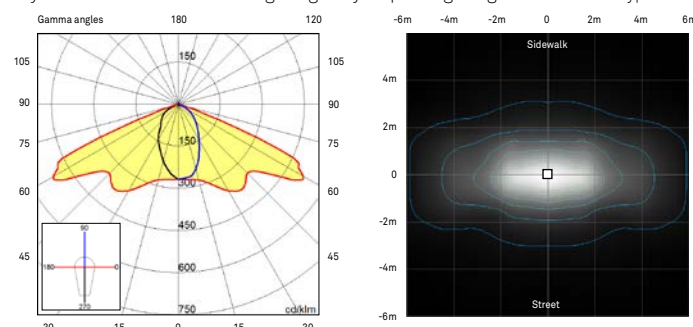 Gamma angles 180 120
105 105
90 90
75 75
60 60
45 45
30 15 0 15 30
150
150
300
450
600
750
cd/klm
90
180 0
270
-6m -4m -2m 0 2m 4m 6m
Sidewalk
4m
2m
0
-2m
-4m
-6m
Street